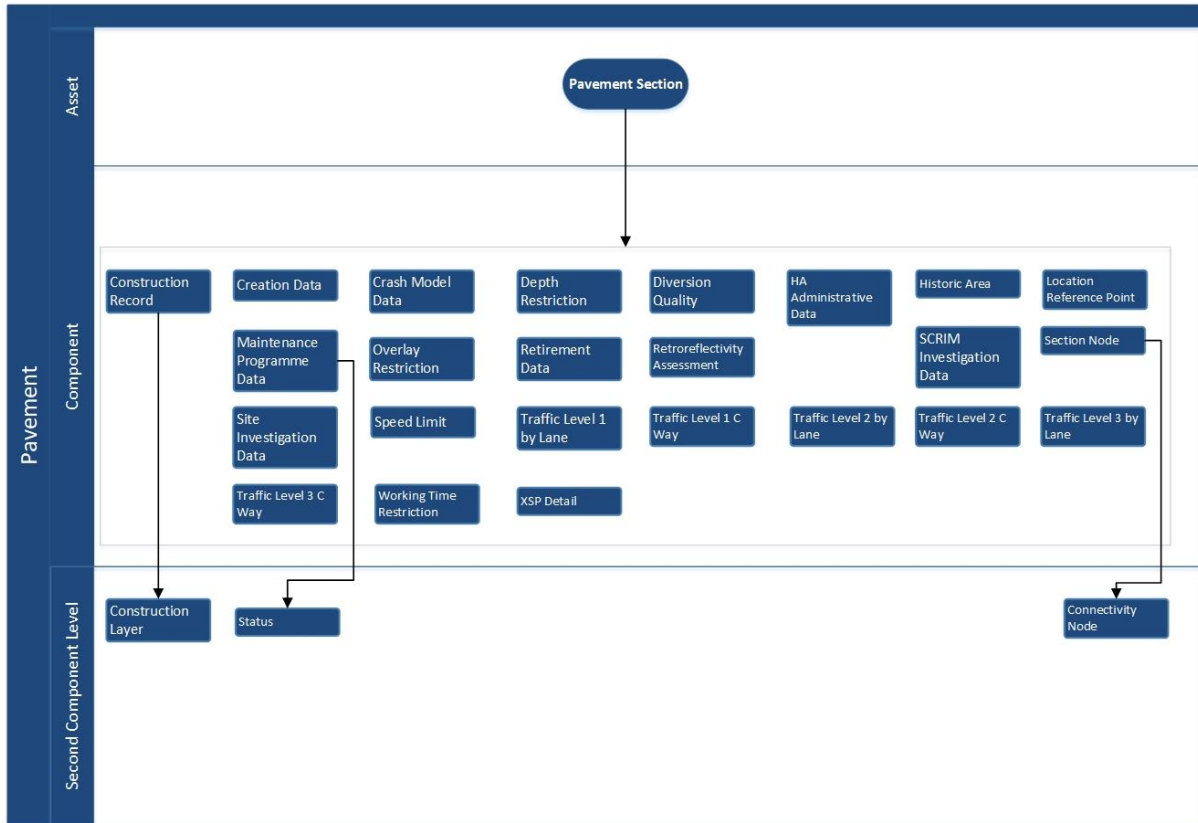 Pavement
Asset
Pavement Section
Component
Construction
Record
Creation Data
Crash Model
Data
Depth
Restriction
Diversion
Quality
HA
Administrative
Data
Historic Area
Location
Reference Point
Maintenance
Programme
Data
Overlay
Restriction
Retirement
Data
Retroreflectivity
Assessment
SCRIM
Investigation
Data
Section Node
Site
Investigation
Data
Speed Limit
Traffic Level 1
by Lane
Traffic Level 1 C
Way
Traffic Level 2 by
Lane
Traffic Level 2 C
Way
Traffic Level 3 by
Lane
Traffic Level 3 C
Way
Working Time
Restriction
XSP Detail
Second Component Level
Construction
Layer
Status
Connectivity
Node